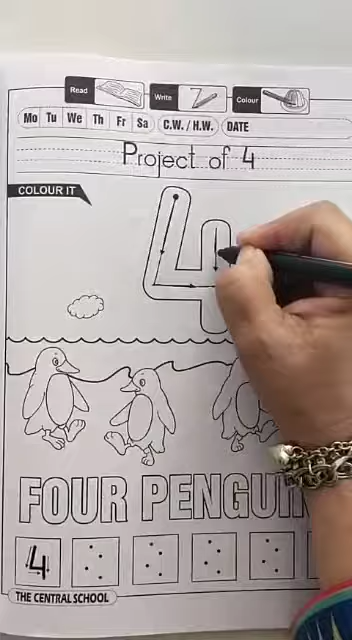 Read Write Colour
Mo Tu We Th Fr Sa C.W. / H.W. DATE
Project of 4
COLOUR IT
4
FOUR PENGUIN
4
THE CENTRAL SCHOOL